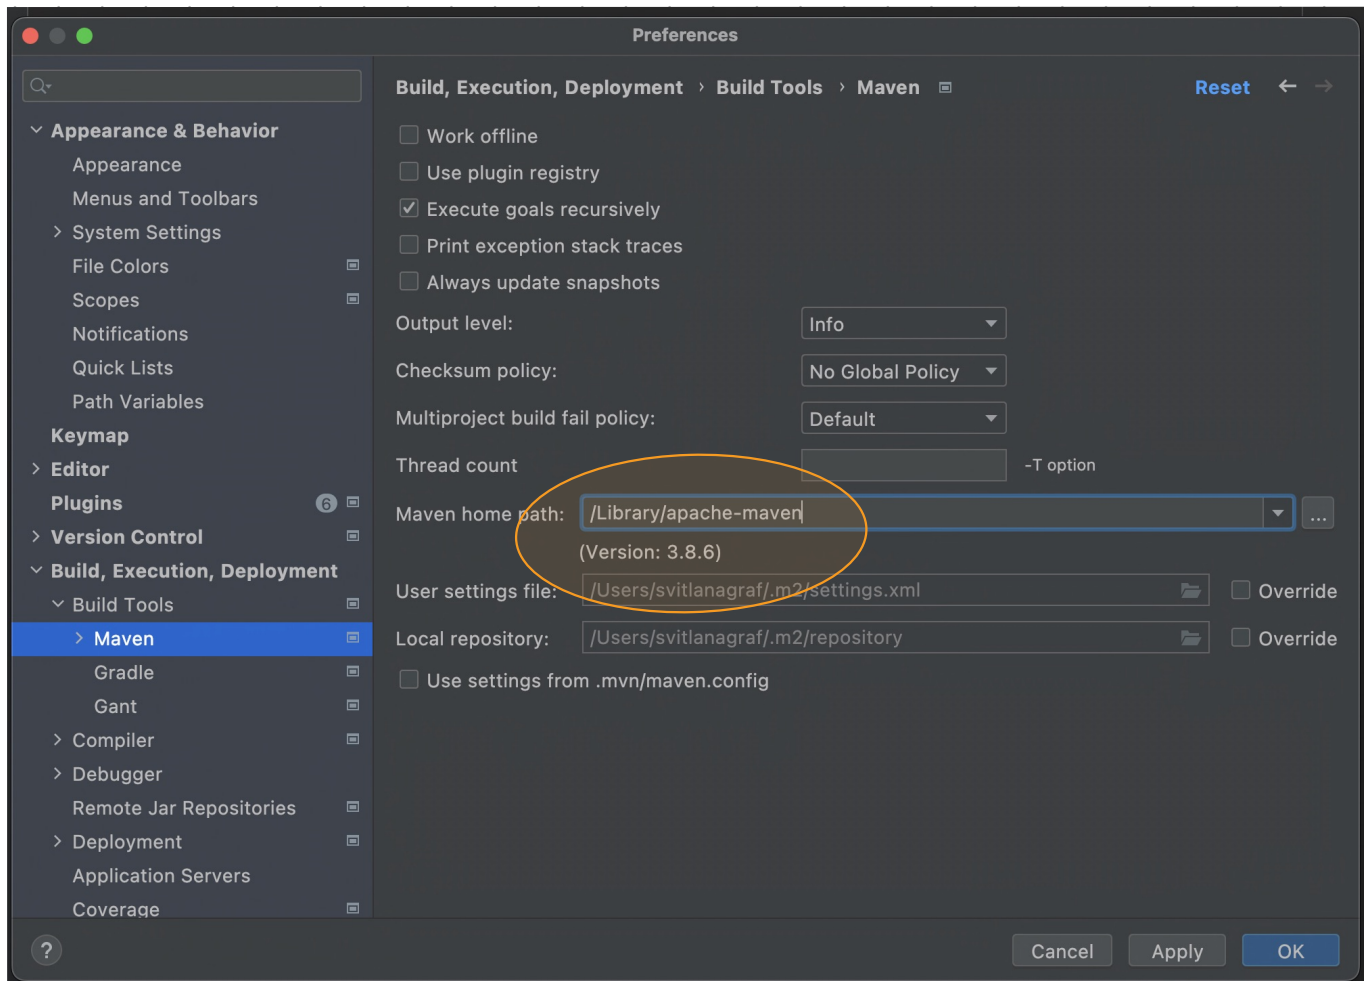 Preferences
Build, Execution, Deployment › Build Tools › Maven
Reset
Appearance & Behavior
Appearance
Menus and Toolbars
System Settings
File Colors
Scopes
Notifications
Quick Lists
Path Variables
Keymap
Editor
Plugins 6
Version Control
Build, Execution, Deployment
Build Tools
Maven
Gradle
Gant
Compiler
Debugger
Remote Jar Repositories
Deployment
Application Servers
Coverage
Work offline
Use plugin registry
Execute goals recursively
Print exception stack traces
Always update snapshots
Output level: Info
Checksum policy: No Global Policy
Multiproject build fail policy: Default
Thread count -T option
Maven home path: /Library/apache-maven ...
(Version: 3.8.6)
User settings file: /Users/svitlanagraf/.m2/settings.xml Override
Local repository: /Users/svitlanagraf/.m2/repository Override
Use settings from .mvn/maven.config
? Cancel Apply OK